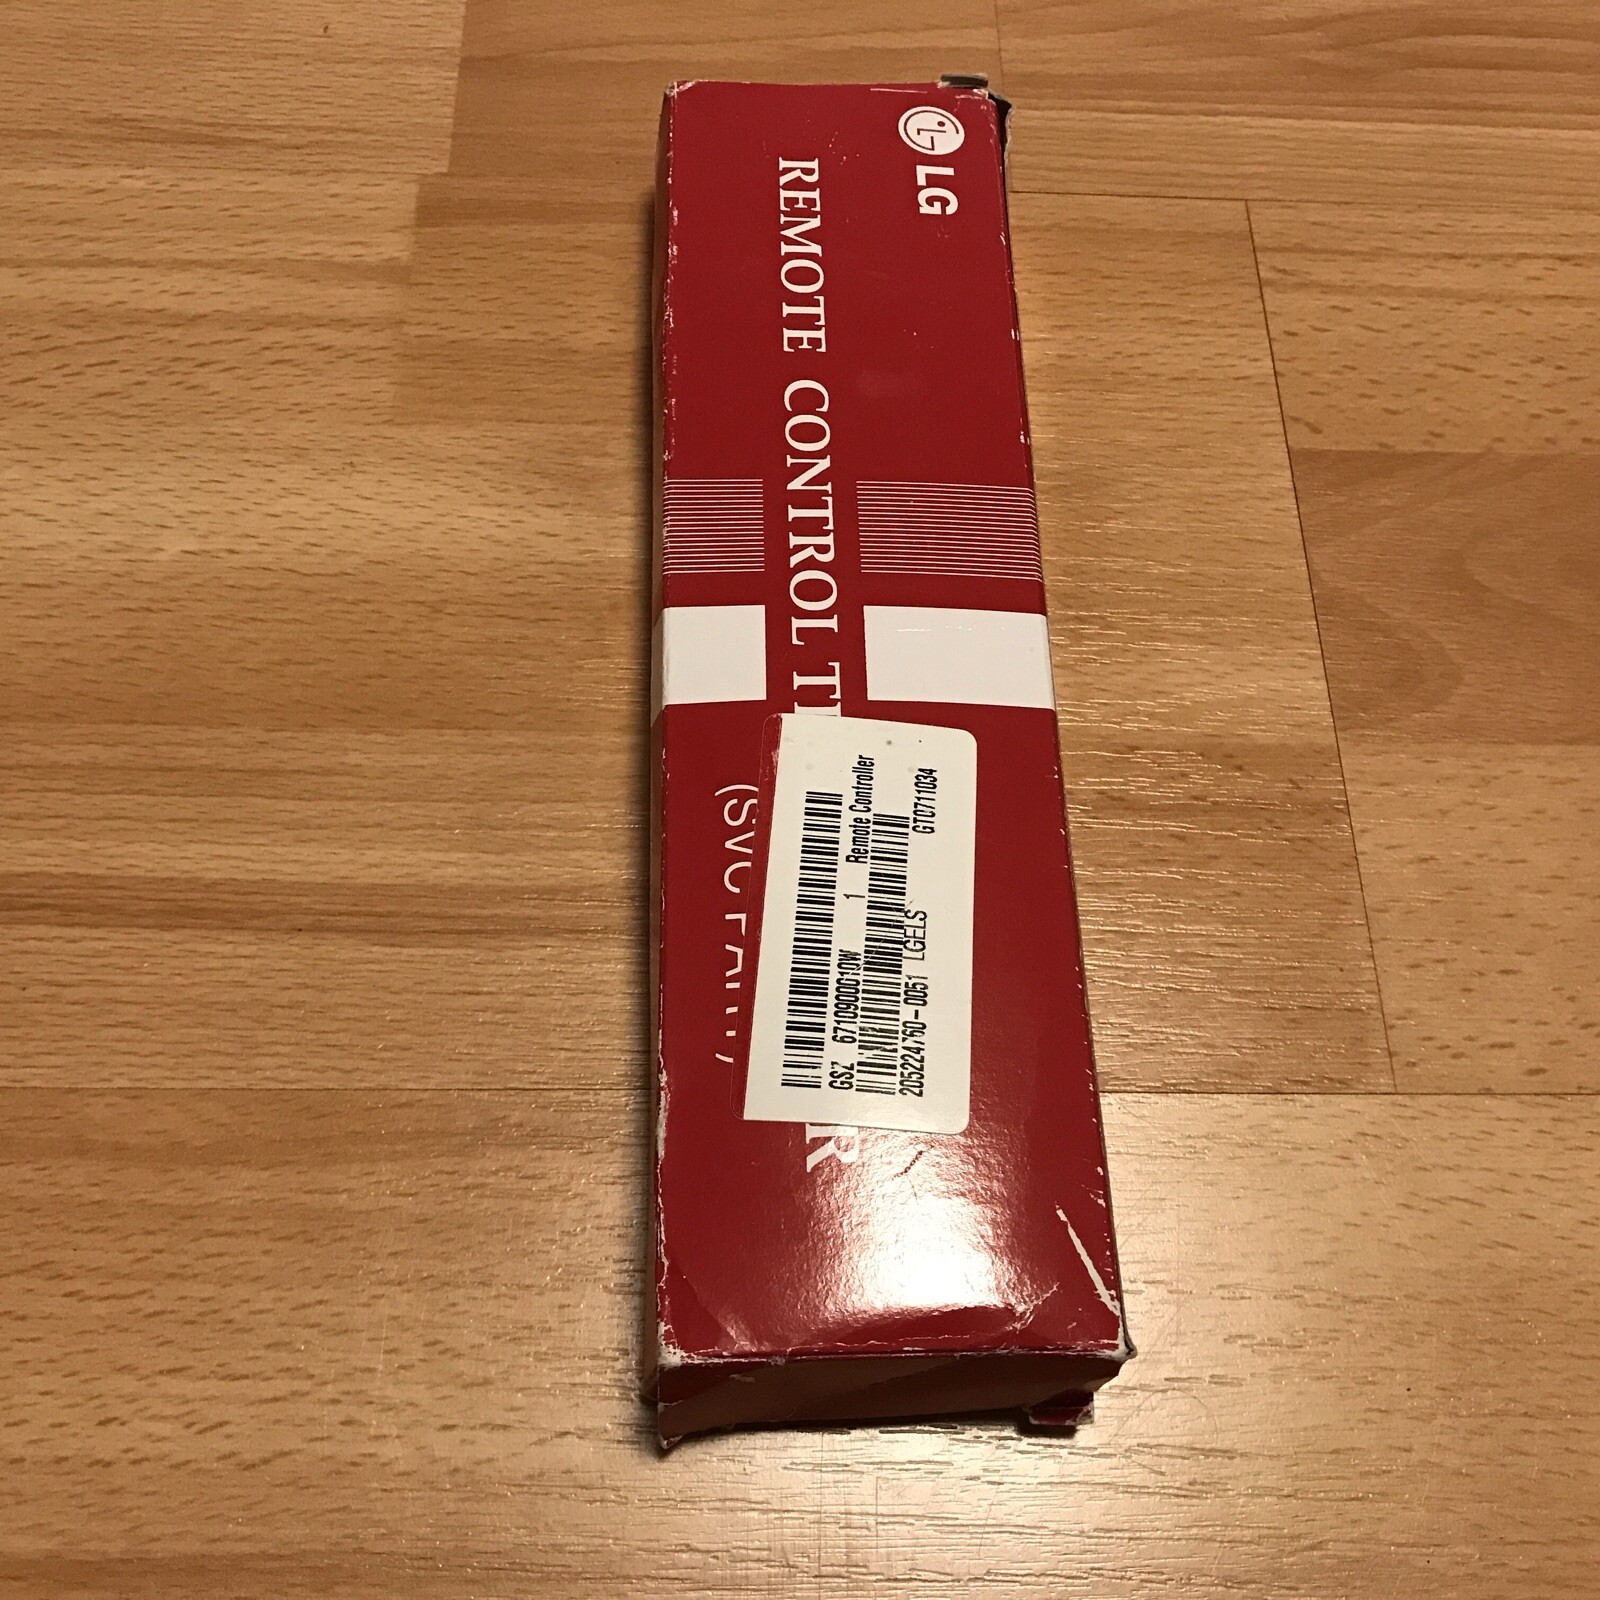 LG
REMOTE CONTROL
(SVC PART)
R
GSZ 6710900010W 1 Remote Controller
205224760-0051 LGELS GT0711034